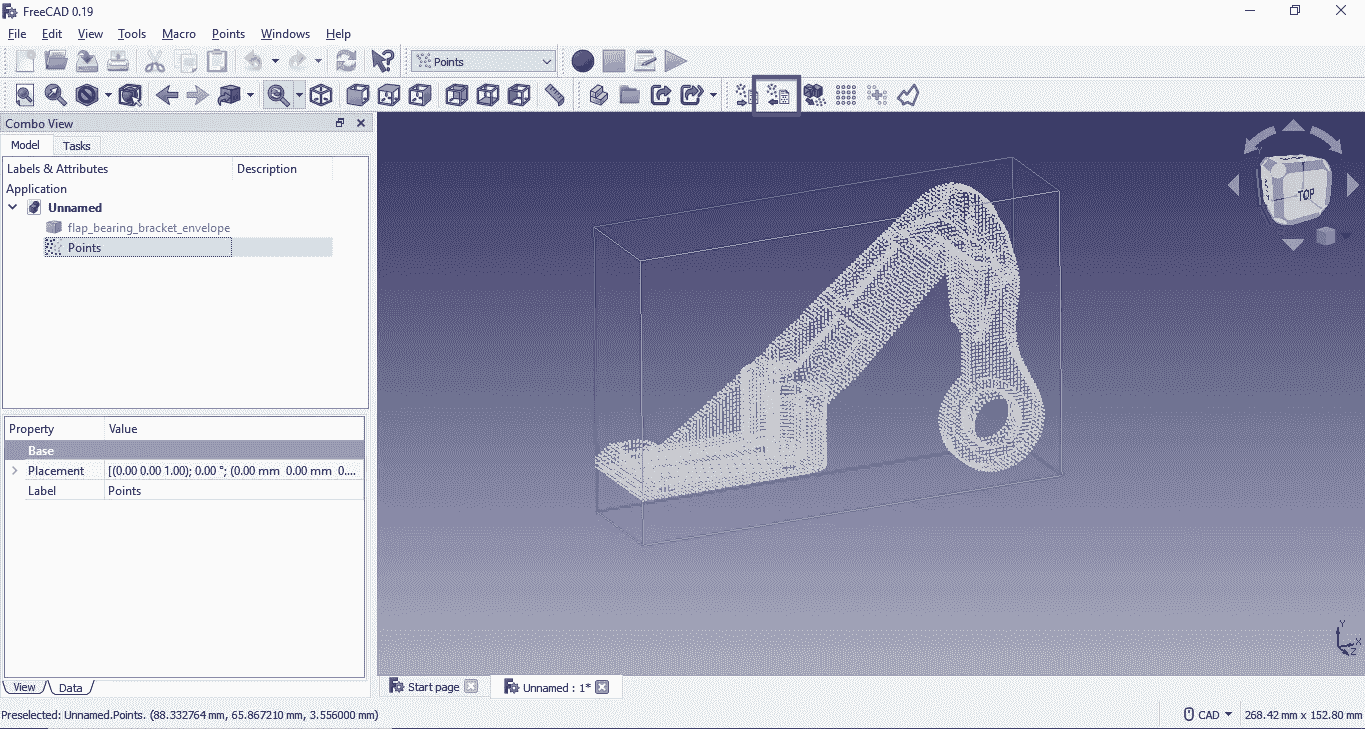 FreeCAD 0.19
File Edit View Tools Macro Points Windows Help
Points
Combo View
Model Tasks
Labels & Attributes Description
Application
Unnamed
flap_bearing_bracket_envelope
Points
TOP
Property Value
Base
Placement [(0.00 0.00 1.00); 0.00 °; (0.00 mm 0.00 mm 0....
Label Points
Y
X
Z
View Data
Start page Unnamed : 1*
Preselected: Unnamed.Points. (88.332764 mm, 65.867210 mm, 3.556000 mm)
CAD 268.42 mm x 152.80 mm